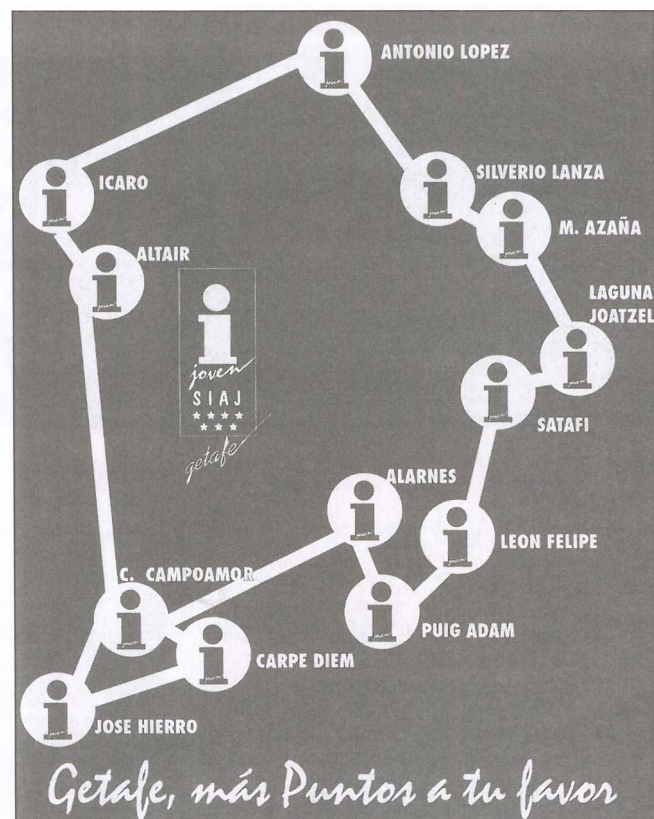 ANTONIO LOPEZ
ICARO
SILVERIO LANZA
M. AZAÑA
ALTAIR
LAGUNA
JOATZEL
joven
SIAJ
getafe
SATAFI
ALARNES
LEON FELIPE
C. CAMPOAMOR
PUIG ADAM
CARPE DIEM
JOSE HIERRO
Getafe, más Puntos a tu favor